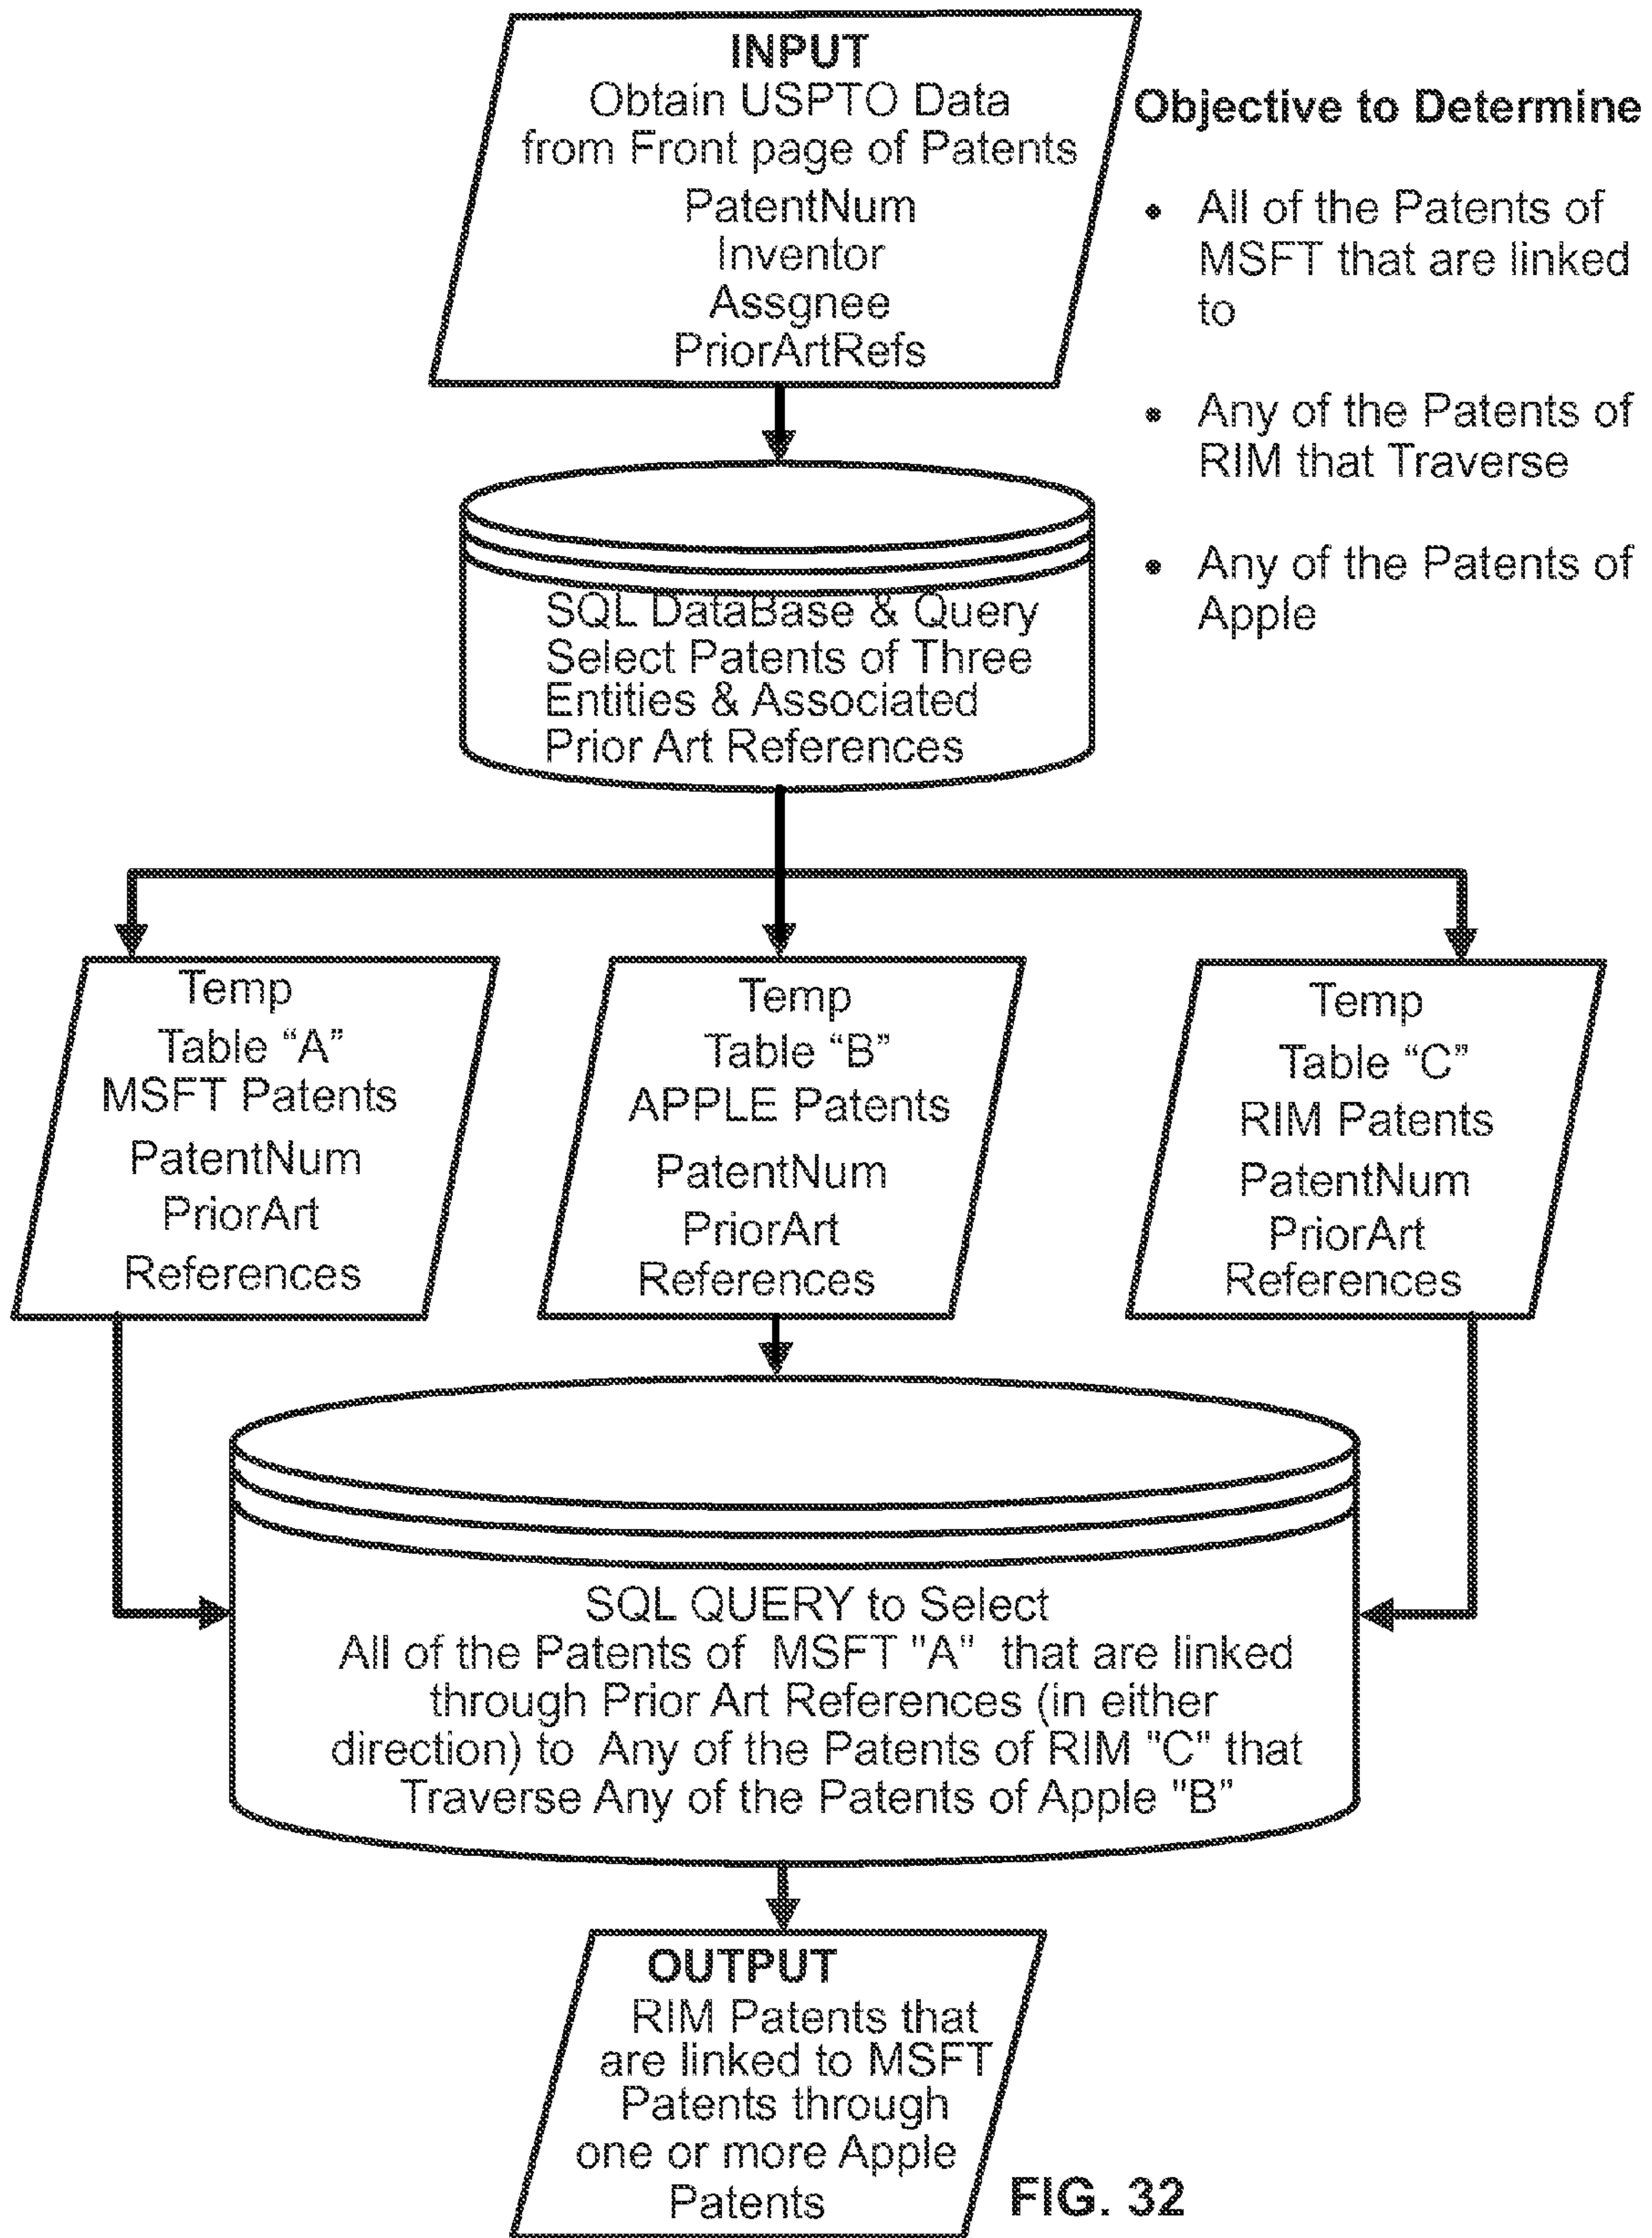 INPUT
Obtain USPTO Data
from Front page of Patents
PatentNum
Inventor
Assgnee
PriorArtRefs
Objective to Determine
• All of the Patents of
MSFT that are linked
to
• Any of the Patents of
RIM that Traverse
• Any of the Patents of
Apple
SQL DataBase & Query
Select Patents of Three
Entities & Associated
Prior Art References
Temp
Table “A”
MSFT Patents
PatentNum
PriorArt
References
Temp
Table “B”
APPLE Patents
PatentNum
PriorArt
References
Temp
Table “C”
RIM Patents
PatentNum
PriorArt
References
SQL QUERY to Select
All of the Patents of MSFT "A" that are linked
through Prior Art References (in either
direction) to Any of the Patents of RIM "C" that
Traverse Any of the Patents of Apple "B"
OUTPUT
RIM Patents that
are linked to MSFT
Patents through
one or more Apple
Patents
FIG. 32